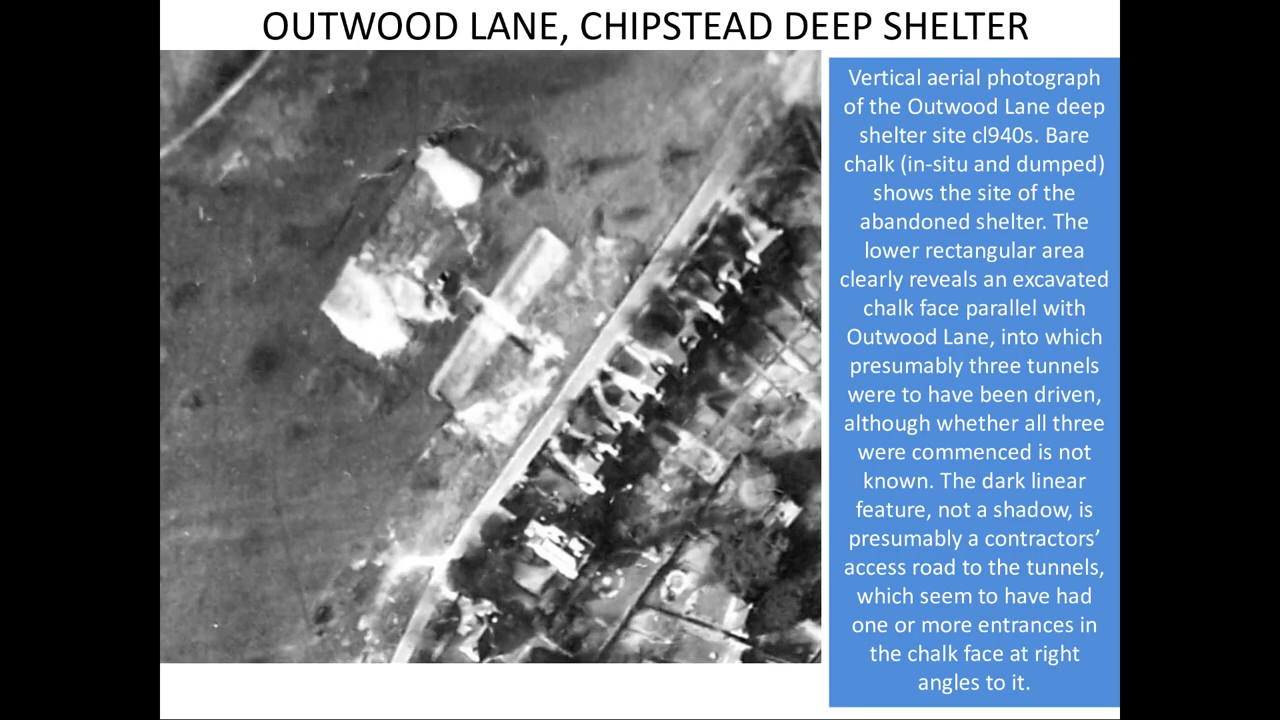 OUTWOOD LANE, CHIPSTEAD DEEP SHELTER
Vertical aerial photograph
of the Outwood Lane deep
shelter site cl940s. Bare
chalk (in-situ and dumped)
shows the site of the
abandoned shelter. The
lower rectangular area
clearly reveals an excavated
chalk face parallel with
Outwood Lane, into which
presumably three tunnels
were to have been driven,
although whether all three
were commenced is not
known. The dark linear
feature, not a shadow, is
presumably a contractors’
access road to the tunnels,
which seem to have had
one or more entrances in
the chalk face at right
angles to it.